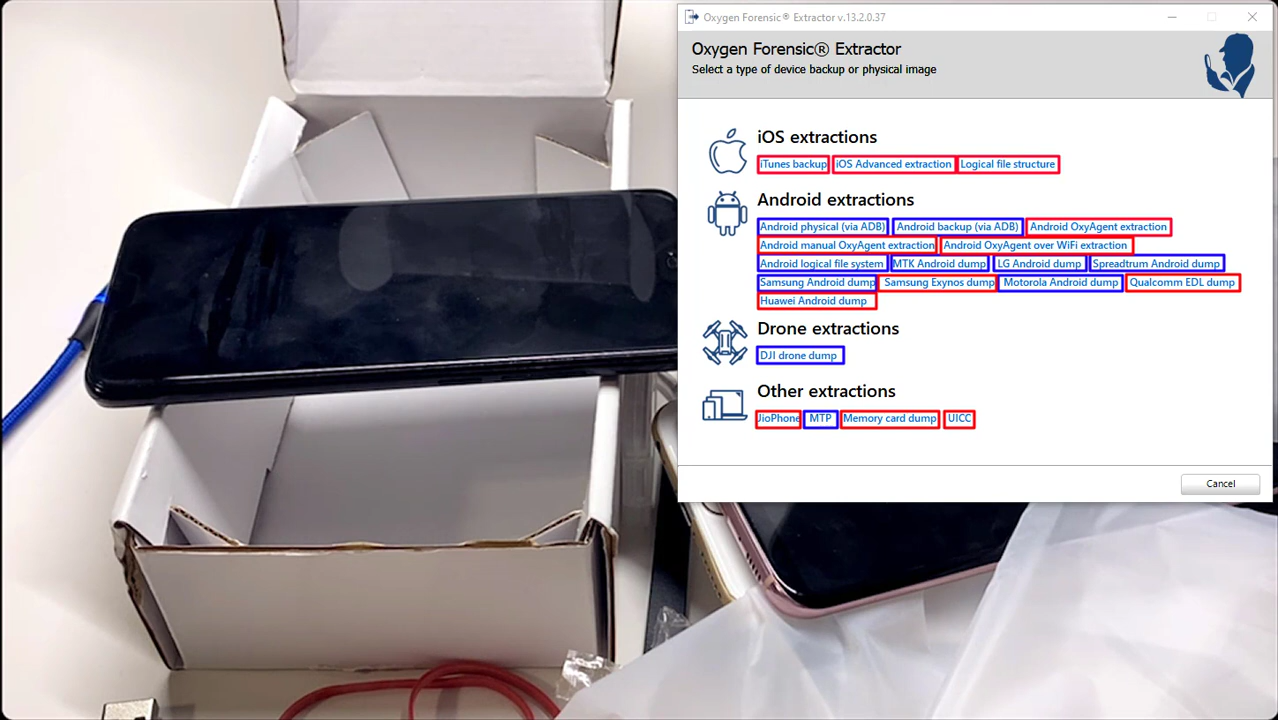 Oxygen Forensic® Extractor v.13.2.0.37
Oxygen Forensic® Extractor
Select a type of device backup or physical image
iOS extractions
iTunes backup iOS Advanced extraction Logical file structure
Android extractions
Android physical (via ADB) Android backup (via ADB) Android OxyAgent extraction
Android manual OxyAgent extraction Android OxyAgent over WiFi extraction
Android logical file system MTK Android dump LG Android dump Spreadtrum Android dump
Samsung Android dump Samsung Exynos dump Motorola Android dump Qualcomm EDL dump
Huawei Android dump
Drone extractions
DJI drone dump
Other extractions
JioPhone MTP Memory card dump UICC
Cancel